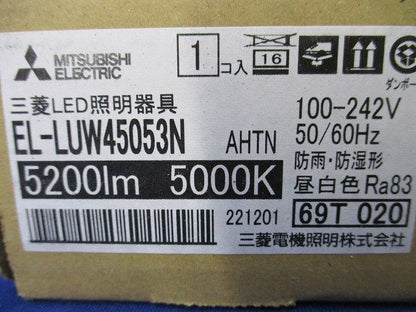 MITSUBISHI ELECTRIC
1コ入
16
ダンボー
三菱LED照明器具
EL-LUW45053N AHTN
5200lm 5000K
221201
100-242V
50/60Hz
防雨・防湿形
昼白色 Ra83
69T 020
三菱電機照明株式会社